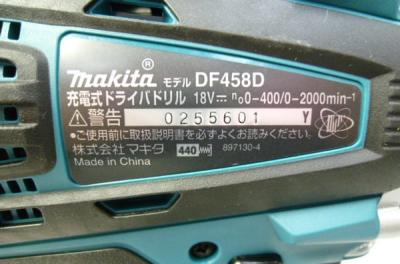 makita® モデル DF458D
充電式ドライバドリル 18V⎓ n₀0-400/0-2000min-1
⚠警告 0255601 Y
●ご使用前に取扱説明書を必ずよくお読みください。
株式会社マキタ 440 897130-4
Made in China